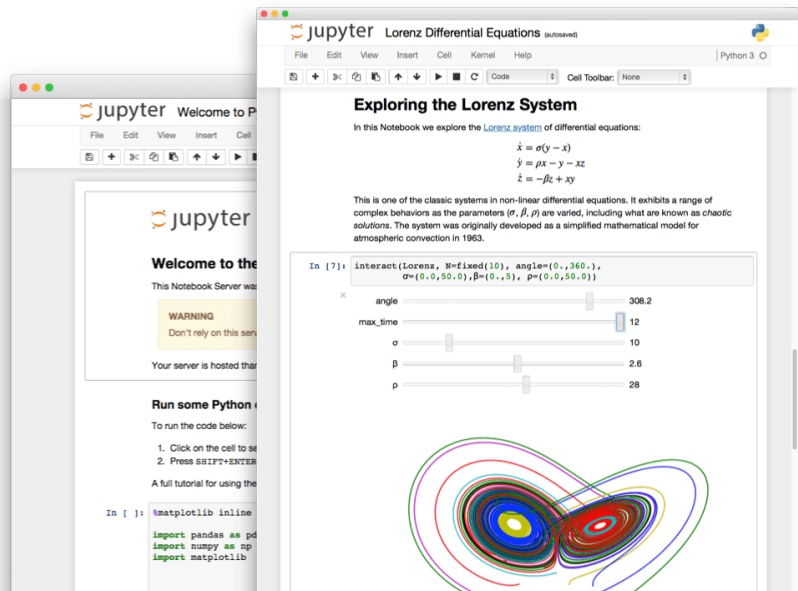 jupyter Lorenz Differential Equations (autosaved)
File Edit View Insert Cell Kernel Help Python 3
Code Cell Toolbar: None
Exploring the Lorenz System
In this Notebook we explore the Lorenz system of differential equations:
ẋ = σ(y − x)
ẏ = ρx − y − xz
ż = −βz + xy
This is one of the classic systems in non-linear differential equations. It exhibits a range of
complex behaviors as the parameters (σ, β, ρ) are varied, including what are known as chaotic
solutions. The system was originally developed as a simplified mathematical model for
atmospheric convection in 1963.
In [7]: interact(Lorenz, N=fixed(10), angle=(0.,360.),
σ=(0.0,50.0),β=(0.,5), ρ=(0.0,50.0))
angle 308.2
max_time 12
σ 10
β 2.6
ρ 28
jupyter Welcome to P
File Edit View Insert Cell
jupyter
Welcome to the
This Notebook Server was
WARNING
Don't rely on this serv
Your server is hosted than
Run some Python
To run the code below:
1. Click on the cell to se
2. Press SHIFT+ENTER
A full tutorial for using the
In [ ]: %matplotlib inline
import pandas as pd
import numpy as np
import matplotlib